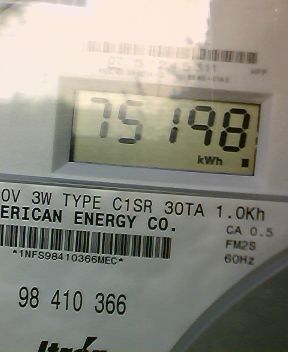 75198
kWh
0V 3W TYPE C1SR 30TA 1.0Kh
ERICAN ENERGY CO.
CA 0.5
FM2S
*1NFS98410366MEC*
60Hz
98 410 366
Itrón